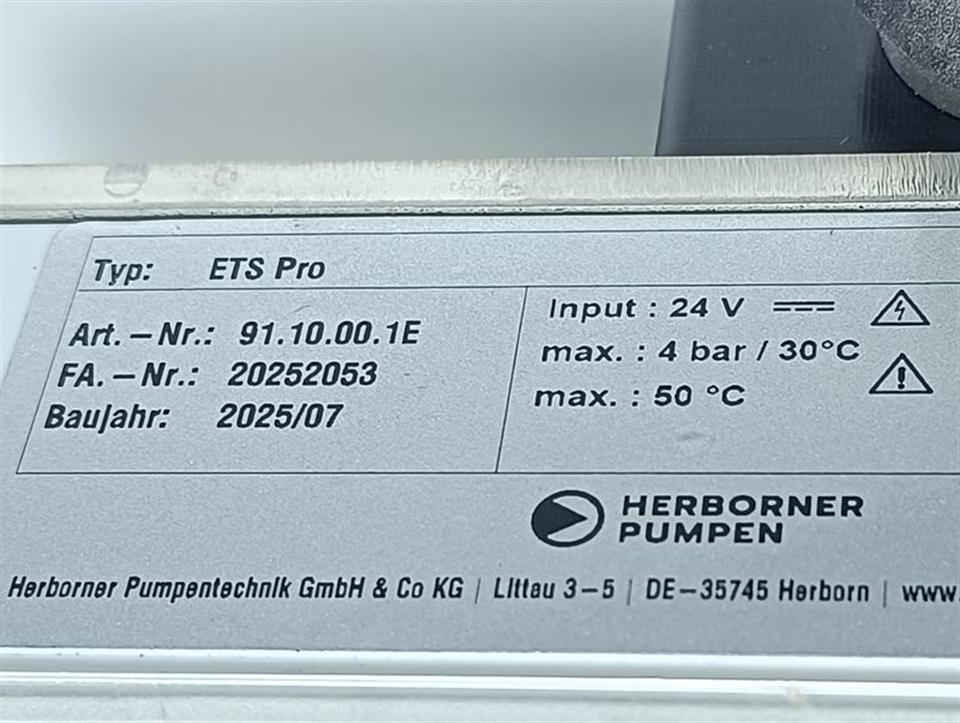 Typ: ETS Pro
Art.-Nr.: 91.10.00.1E
FA.-Nr.: 20252053
Baujahr: 2025/07
Input : 24 V
max. : 4 bar / 30°C
max. : 50 °C
HERBORNER
PUMPEN
Herborner Pumpentechnik GmbH & Co KG | Littau 3-5 | DE-35745 Herborn | www.